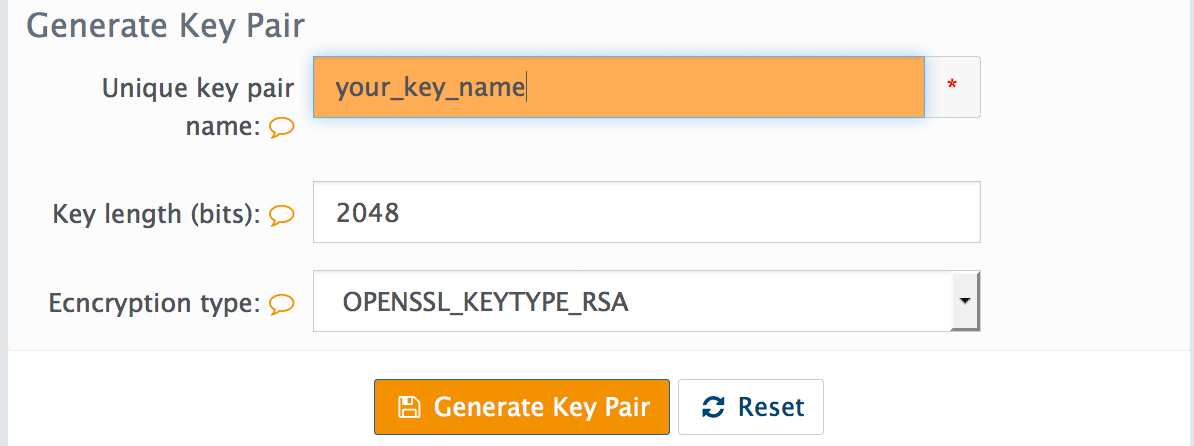 Generate Key Pair
Unique key pair
name:
your_key_name
*
Key length (bits):
2048
Ecncryption type:
OPENSSL_KEYTYPE_RSA
Generate Key Pair
Reset